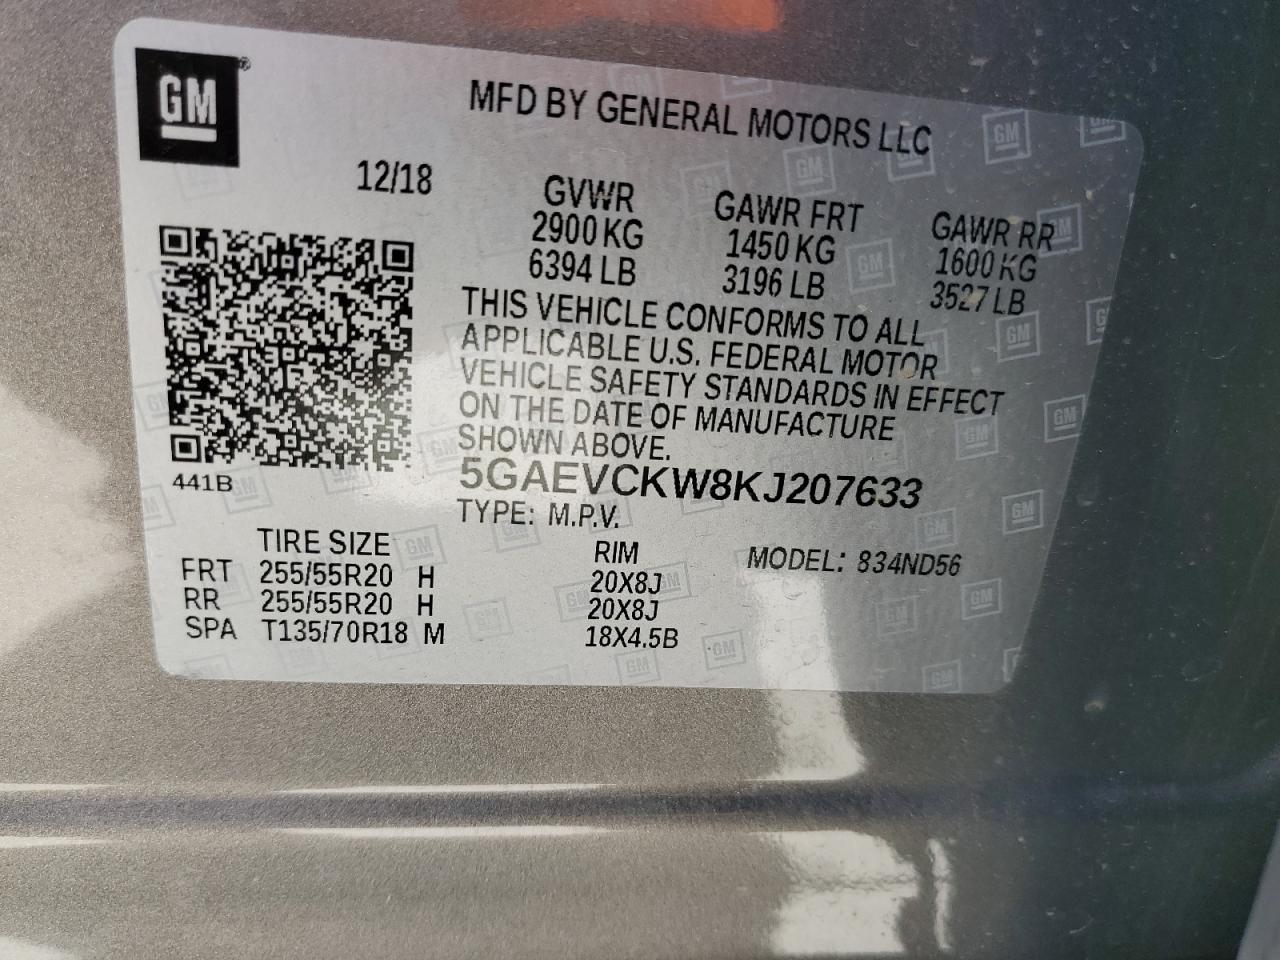 GM®
MFD BY GENERAL MOTORS LLC
12/18
GVWR GAWR FRT GAWR RR
2900 KG 1450 KG 1600 KG
6394 LB 3196 LB 3527 LB
THIS VEHICLE CONFORMS TO ALL
APPLICABLE U.S. FEDERAL MOTOR
VEHICLE SAFETY STANDARDS IN EFFECT
ON THE DATE OF MANUFACTURE
SHOWN ABOVE.
441B
5GAEVCKW8KJ207633
TYPE: M.P.V.
MODEL: 834ND56
TIRE SIZE RIM
FRT 255/55R20 H 20X8J
RR 255/55R20 H 20X8J
SPA T135/70R18 M 18X4.5B